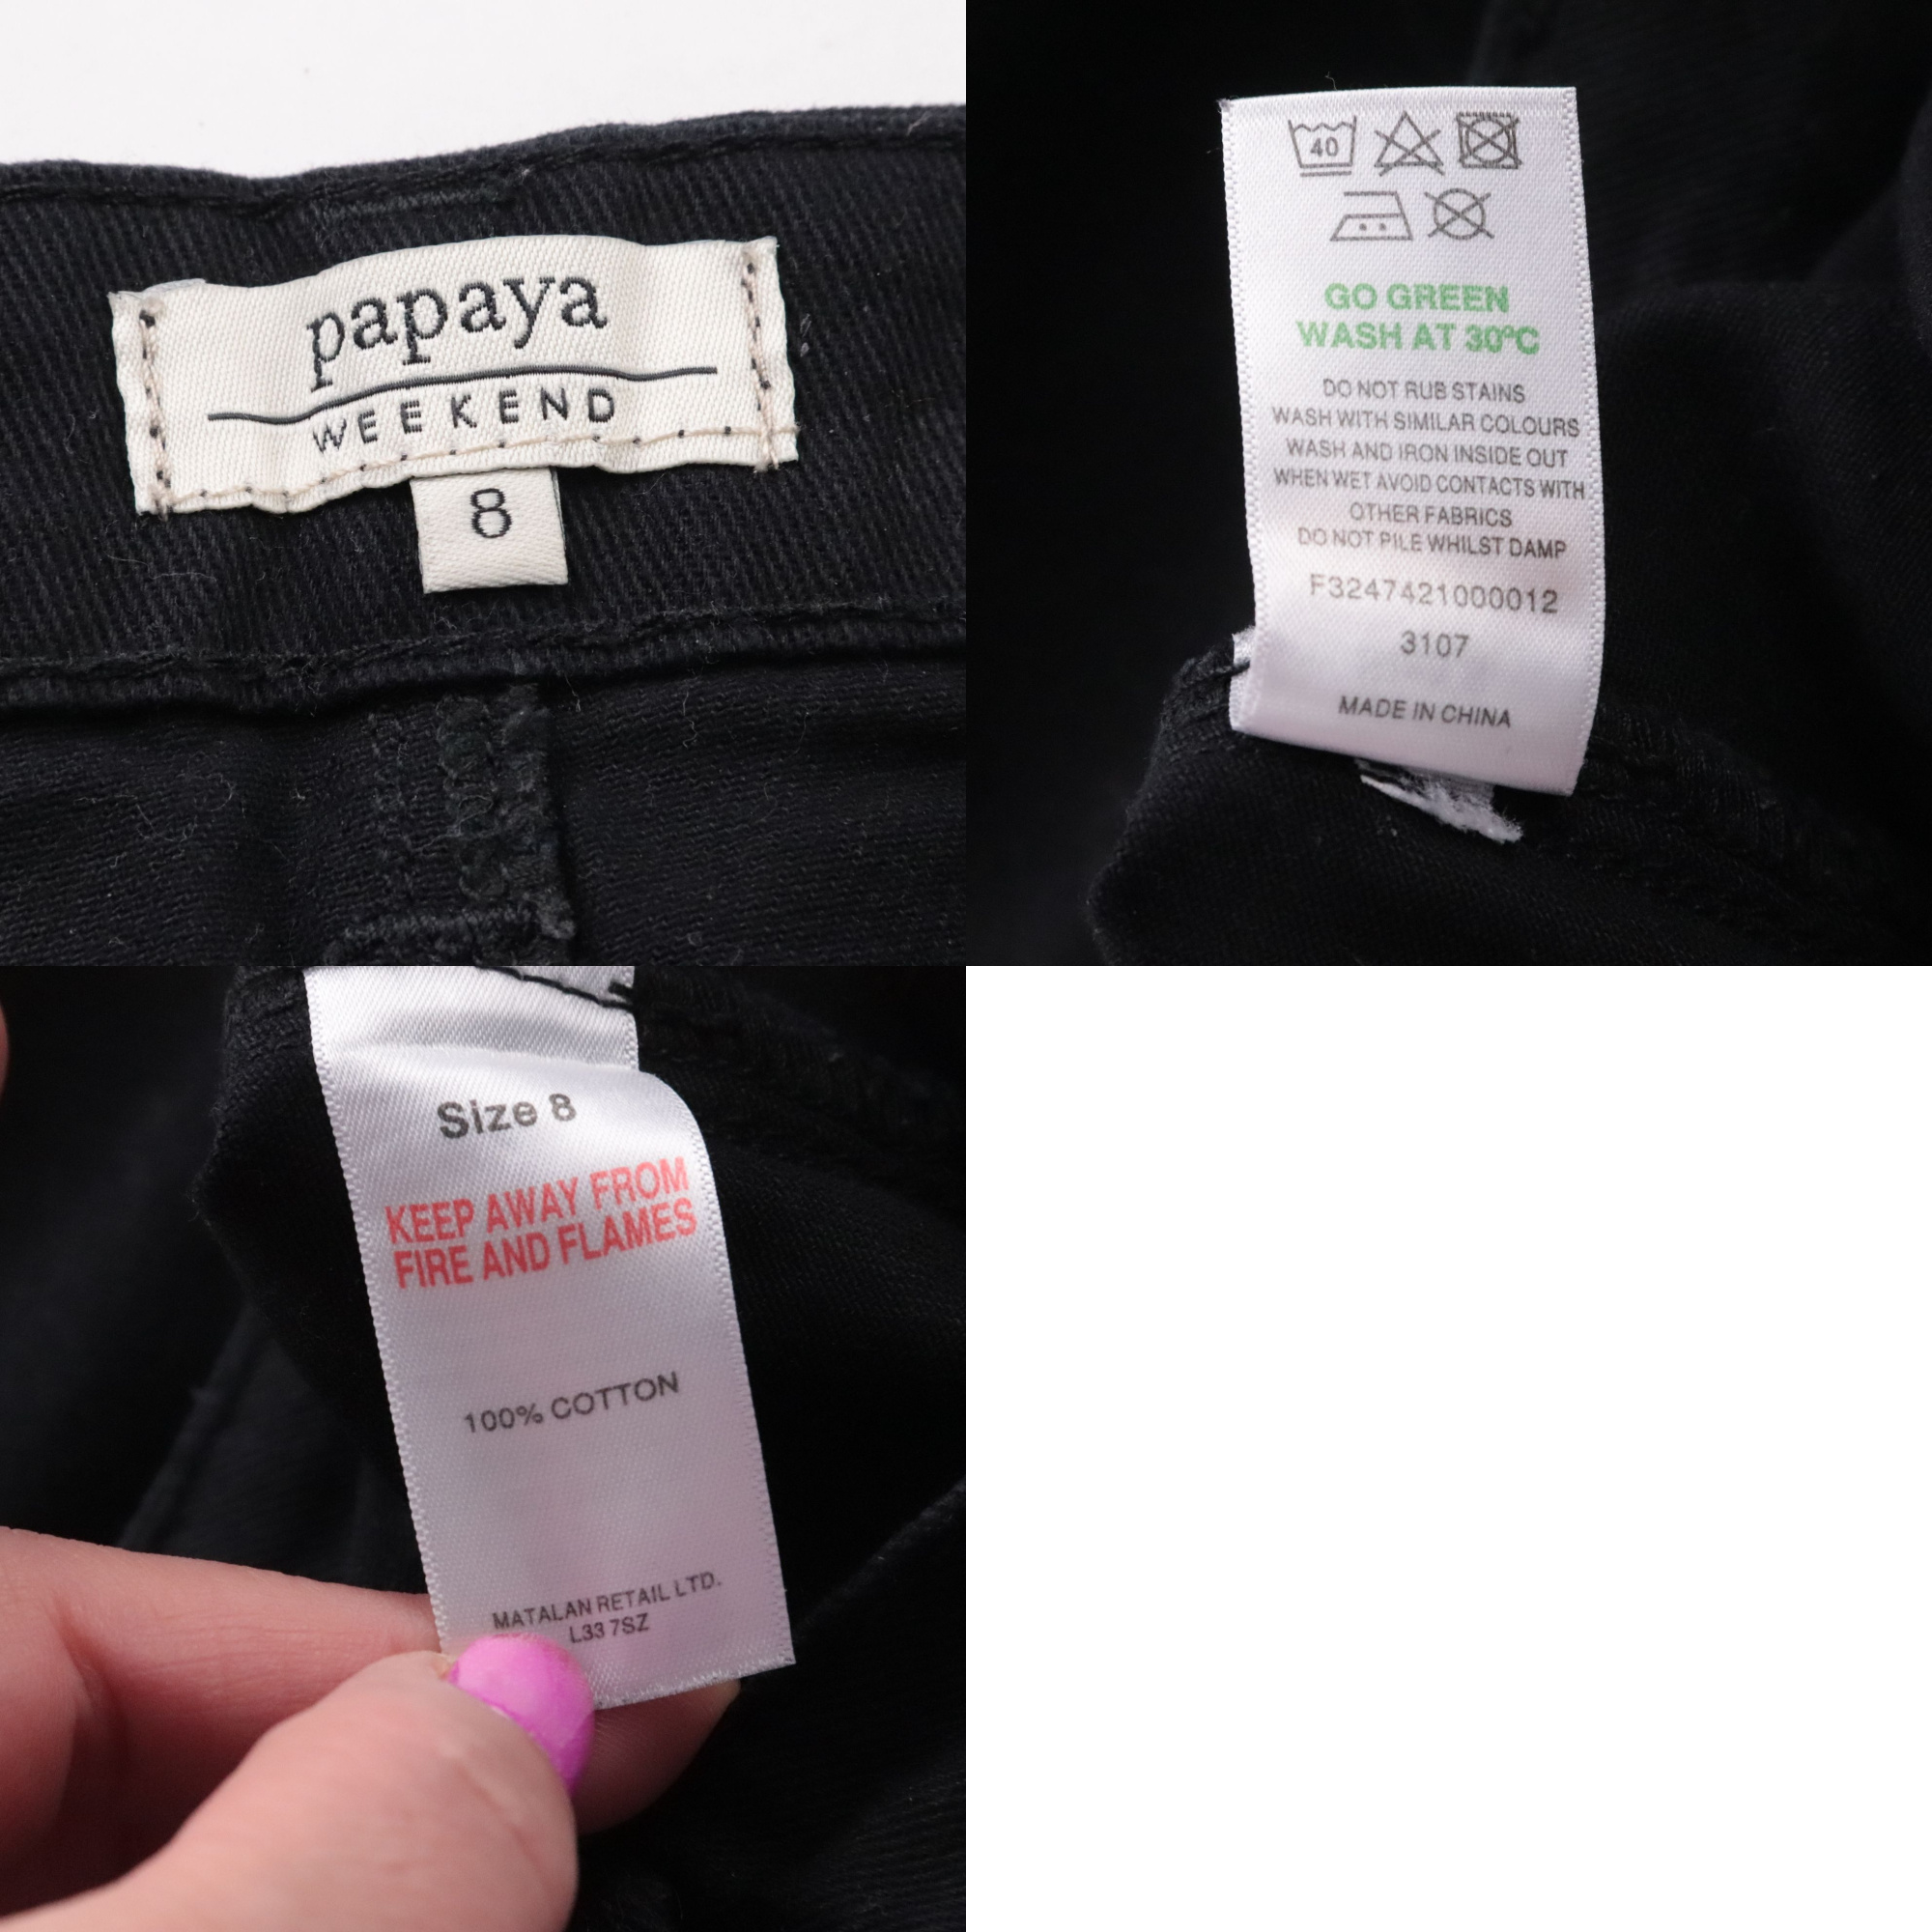 papaya
WEEKEND
8
40
GO GREEN
WASH AT 30°C
DO NOT RUB STAINS
WASH WITH SIMILAR COLOURS
WASH AND IRON INSIDE OUT
WHEN WET AVOID CONTACTS WITH
OTHER FABRICS
DO NOT PILE WHILST DAMP
F3247421000012
3107
MADE IN CHINA
Size 8
KEEP AWAY FROM
FIRE AND FLAMES
100% COTTON
MATALAN RETAIL LTD.
L33 7SZ